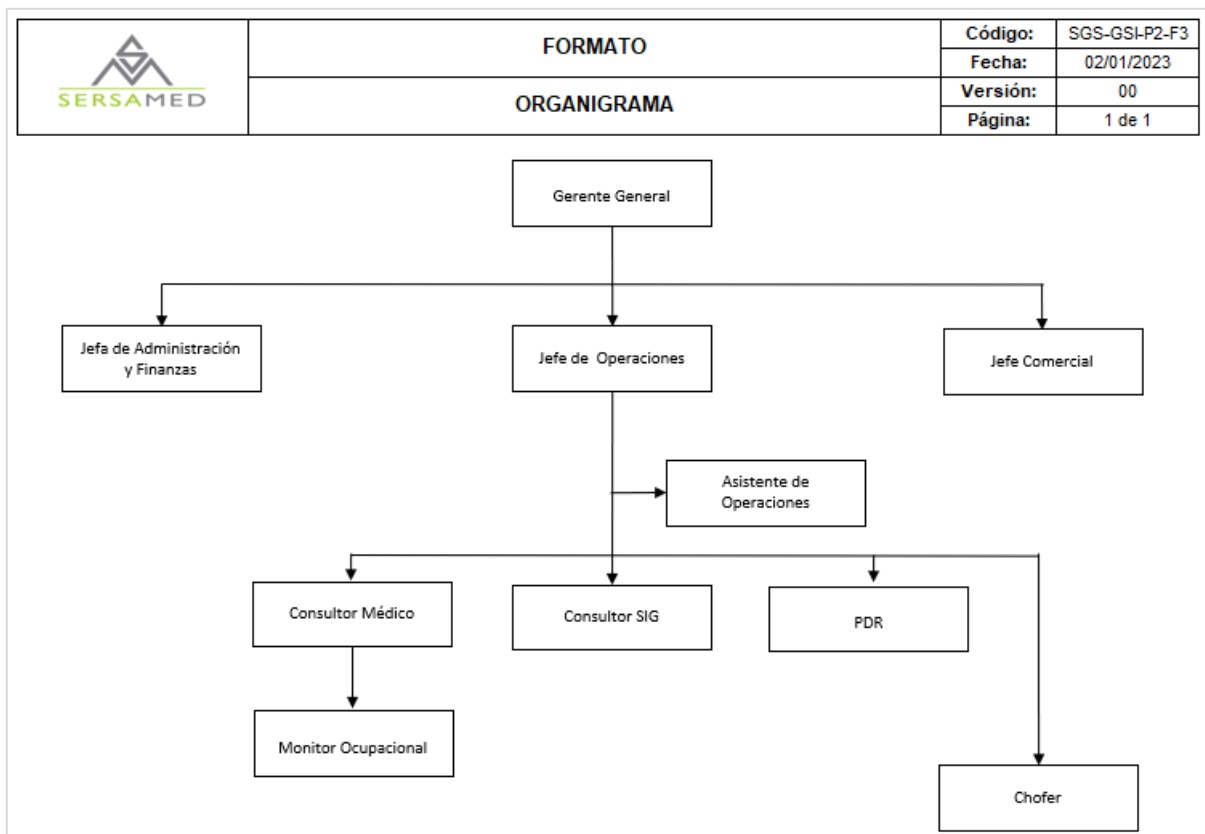 SERSAMED
FORMATO
ORGANIGRAMA
Código: SGS-GSI-P2-F3
Fecha: 02/01/2023
Versión: 00
Página: 1 de 1
Gerente General
Jefa de Administración
y Finanzas
Jefe de Operaciones
Jefe Comercial
Asistente de
Operaciones
Consultor Médico
Consultor SIG
PDR
Monitor Ocupacional
Chofer